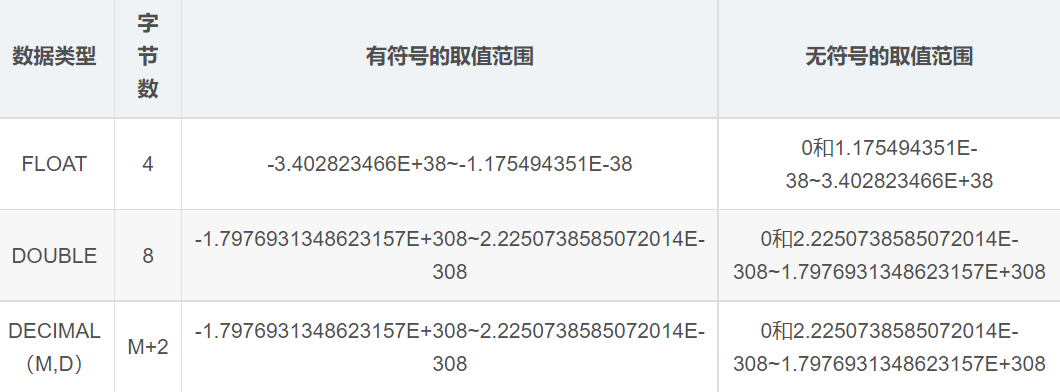 数据类型
字
节
数
有符号的取值范围
无符号的取值范围
FLOAT
4
-3.402823466E+38~-1.175494351E-38
0和1.175494351E-
38~3.402823466E+38
DOUBLE
8
-1.7976931348623157E+308~2.2250738585072014E-
308
0和2.2250738585072014E-
308~1.7976931348623157E+308
DECIMAL
（M,D）
M+2
-1.7976931348623157E+308~2.2250738585072014E-
308
0和2.2250738585072014E-
308~1.7976931348623157E+308